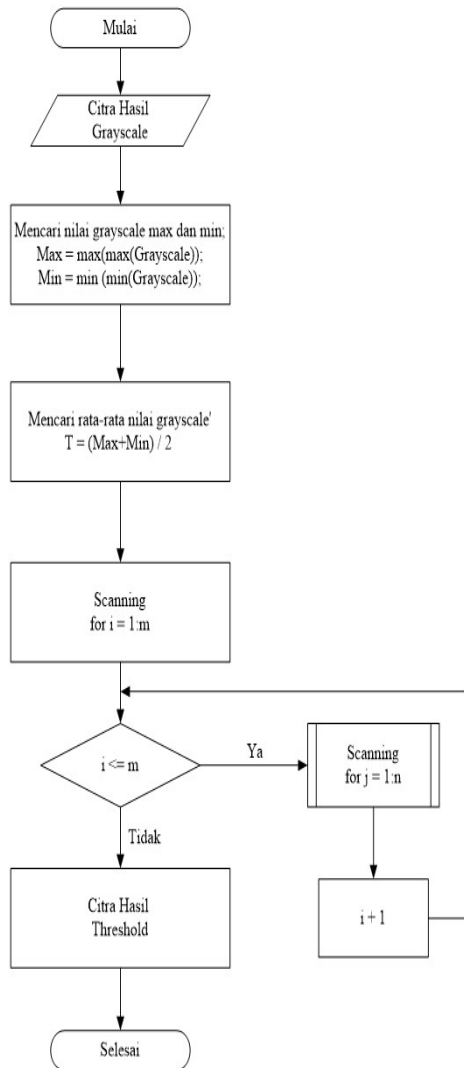 Mulai
Citra Hasil
Grayscale
Mencari nilai grayscale max dan min;
Max = max(max(Grayscale));
Min = min (min(Grayscale));
Mencari rata-rata nilai grayscale'
T = (Max+Min) / 2
Scanning
for i = 1:m
i <= m
Ya
Scanning
for j = 1:n
Tidak
i + 1
Citra Hasil
Threshold
Selesai